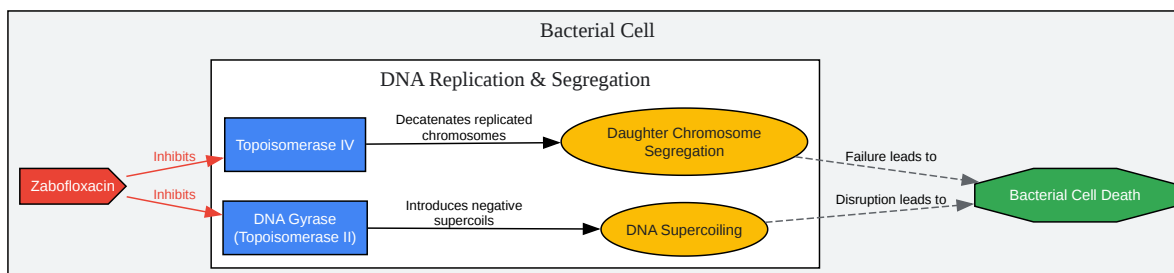 Bacterial Cell
DNA Replication & Segregation
Zabofloxacin
Inhibits
Inhibits
Topoisomerase IV
Decatenates replicated
chromosomes
Daughter Chromosome
Segregation
Failure leads to
DNA Gyrase
(Topoisomerase II)
Introduces negative
supercoils
DNA Supercoiling
Disruption leads to
Bacterial Cell Death